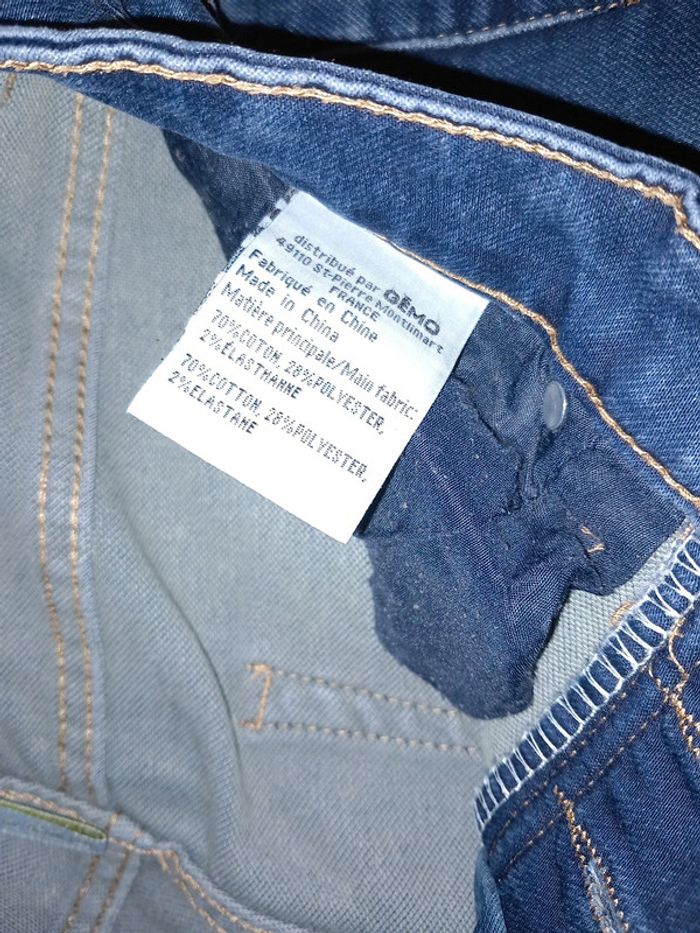 distribué par GÉMO
49110 St-Pierre Montlimart
FRANCE
Fabriqué en Chine
Made in China
Matière principale/Main fabric:
70%COTON, 28%POLYESTER,
2%ÉLASTHANNE
70%COTTON, 28%POLYESTER,
2%ELASTANE